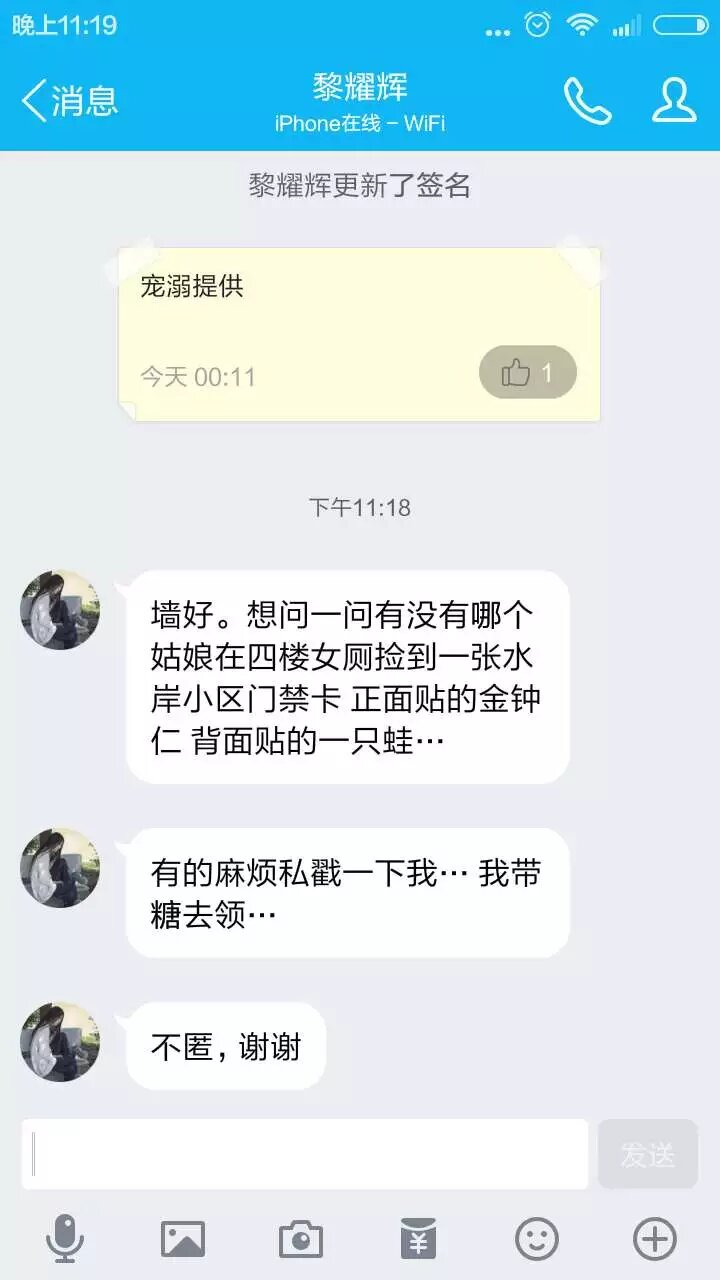 晚上11:19
消息
黎耀辉
iPhone在线 – WiFi
黎耀辉更新了签名
宠溺提供
今天 00:11
1
下午11:18
墙好。想问一问有没有哪个
姑娘在四楼女厕捡到一张水
岸小区门禁卡 正面贴的金钟
仁 背面贴的一只蛙…
有的麻烦私戳一下我… 我带
糖去领…
不匿，谢谢
发送